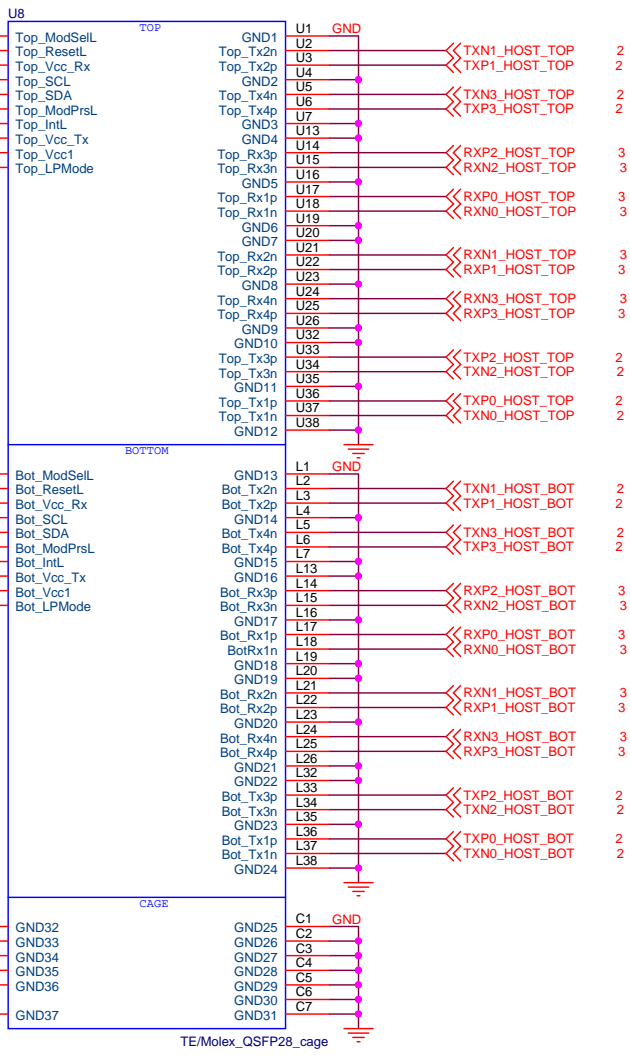 U8
TOP
Top_ModSelL GND1 U1 GND
Top_ResetL Top_Tx2n U2 TXN1_HOST_TOP 2
Top_Vcc_Rx Top_Tx2p U3 TXP1_HOST_TOP 2
Top_SCL GND2 U4
Top_SDA Top_Tx4n U5 TXN3_HOST_TOP 2
Top_ModPrsL Top_Tx4p U6 TXP3_HOST_TOP 2
Top_IntL GND3 U7
Top_Vcc_Tx GND4 U13
Top_Vcc1 Top_Rx3p U14 RXP2_HOST_TOP 3
Top_LPMode Top_Rx3n U15 RXN2_HOST_TOP 3
GND5 U16
Top_Rx1p U17 RXP0_HOST_TOP 3
Top_Rx1n U18 RXN0_HOST_TOP 3
GND6 U19
GND7 U20
Top_Rx2n U21 RXN1_HOST_TOP 3
Top_Rx2p U22 RXP1_HOST_TOP 3
GND8 U23
Top_Rx4n U24 RXN3_HOST_TOP 3
Top_Rx4p U25 RXP3_HOST_TOP 3
GND9 U26
GND10 U32
Top_Tx3p U33 TXP2_HOST_TOP 2
Top_Tx3n U34 TXN2_HOST_TOP 2
GND11 U35
Top_Tx1p U36 TXP0_HOST_TOP 2
Top_Tx1n U37 TXN0_HOST_TOP 2
GND12 U38
BOTTOM
Bot_ModSelL GND13 L1 GND
Bot_ResetL Bot_Tx2n L2 TXN1_HOST_BOT 2
Bot_Vcc_Rx Bot_Tx2p L3 TXP1_HOST_BOT 2
Bot_SCL GND14 L4
Bot_SDA Bot_Tx4n L5 TXN3_HOST_BOT 2
Bot_ModPrsL Bot_Tx4p L6 TXP3_HOST_BOT 2
Bot_IntL GND15 L7
Bot_Vcc_Tx GND16 L13
Bot_Vcc1 Bot_Rx3p L14 RXP2_HOST_BOT 3
Bot_LPMode Bot_Rx3n L15 RXN2_HOST_BOT 3
GND17 L16
Bot_Rx1p L17 RXP0_HOST_BOT 3
BotRx1n L18 RXN0_HOST_BOT 3
GND18 L19
GND19 L20
Bot_Rx2n L21 RXN1_HOST_BOT 3
Bot_Rx2p L22 RXP1_HOST_BOT 3
GND20 L23
Bot_Rx4n L24 RXN3_HOST_BOT 3
Bot_Rx4p L25 RXP3_HOST_BOT 3
GND21 L26
GND22 L32
Bot_Tx3p L33 TXP2_HOST_BOT 2
Bot_Tx3n L34 TXN2_HOST_BOT 2
GND23 L35
Bot_Tx1p L36 TXP0_HOST_BOT 2
Bot_Tx1n L37 TXN0_HOST_BOT 2
GND24 L38
CAGE
GND32 GND25 C1 GND
GND33 GND26 C2
GND34 GND27 C3
GND35 GND28 C4
GND36 GND29 C5
GND30 C6
GND37 GND31 C7
TE/Molex_QSFP28_cage